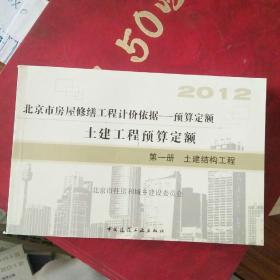 50
2012
北京市房屋修缮工程计价依据——预算定额
土建工程预算定额
第一册 土建结构工程
北京市住房和城乡建设委员会
中国建筑工业出版社